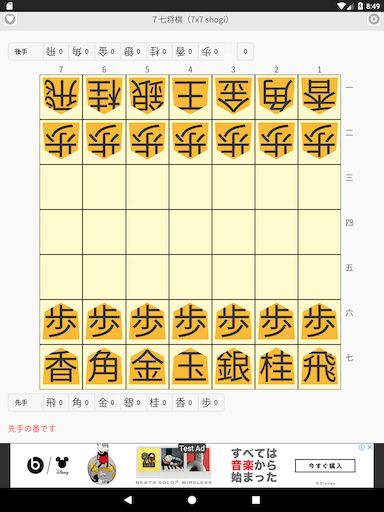 8:49
7 七将棋（7x7 shogi）
後手 飛 0 角 0 金 0 銀 0 桂 0 香 0 歩 0 0
7 6 5 4 3 2 1
飛 桂 銀 王 金 角 香 一
歩 歩 歩 歩 歩 歩 歩 二
三
四
五
歩 歩 歩 歩 歩 歩 歩 六
香 角 金 玉 銀 桂 飛 七
先手 飛 0 角 0 金 0 銀 0 桂 0 香 0 歩 0
先手の番です
Test Ad
b
Disney
BEATS SOLO³ WIRELESS
すべては
音楽から
始まった
今すぐ購入
©Disney